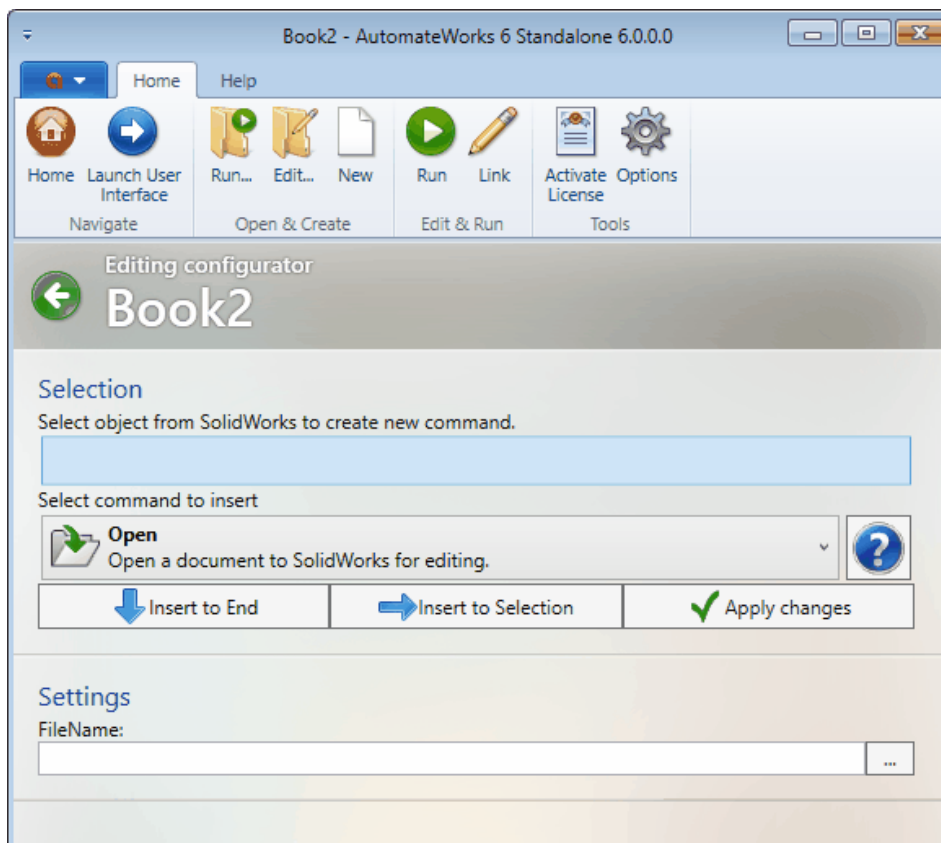 Book2 - AutomateWorks 6 Standalone 6.0.0.0
Home Help
Home Launch User Interface Run... Edit... New Run Link Activate License Options
Navigate Open & Create Edit & Run Tools
Editing configurator
Book2
Selection
Select object from SolidWorks to create new command.
Select command to insert
Open
Open a document to SolidWorks for editing.
Insert to End Insert to Selection Apply changes
Settings
FileName:
...